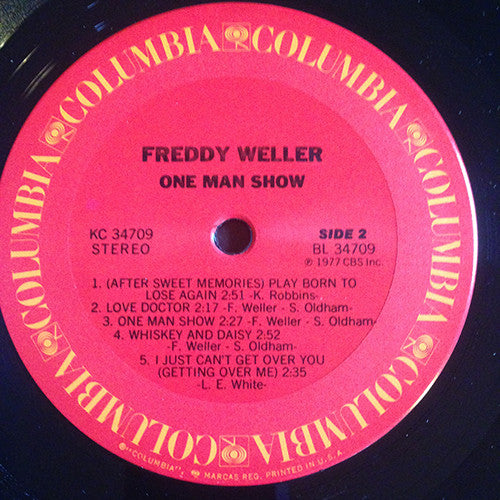 COLUMBIA COLUMBIA COLUMBIA COLUMBIA COLUMBIA COLUMBIA
FREDDY WELLER
ONE MAN SHOW
KC 34709
STEREO
SIDE 2
BL 34709
℗ 1977 CBS Inc.
1. (AFTER SWEET MEMORIES) PLAY BORN TO
LOSE AGAIN 2:51 -K. Robbins-
2. LOVE DOCTOR 2:17 -F. Weller - S. Oldham-
3. ONE MAN SHOW 2:27 -F. Weller - S. Oldham-
4. WHISKEY AND DAISY 2:52
-F. Weller - S. Oldham-
5. I JUST CAN'T GET OVER YOU
(GETTING OVER ME) 2:35
-L. E. White-
® "COLUMBIA", MARCAS REG. PRINTED IN U.S.A.